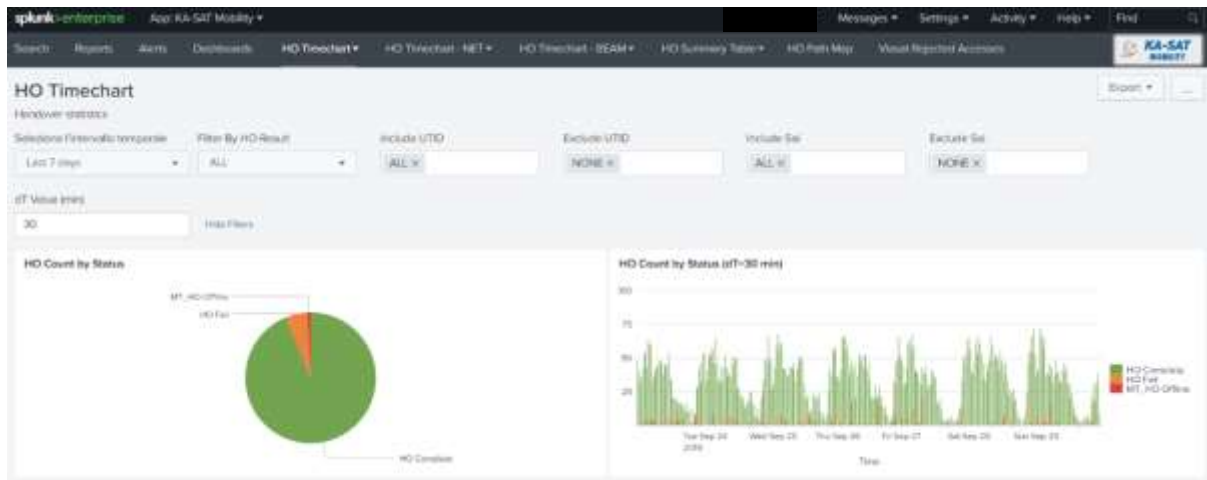 splunk>enterprise App: KA-SAT Mobility Messages Settings Activity Help Find
Search Reports Alerts Dashboards HO Timechart HO Timechart - NET HO Timechart - BEAM HO Summary Table HO Path Map Visual Rejected Accesses KA-SAT MOBILITY
HO Timechart Export ...
Handover statistics
Seleziona l'intervallo temporale Filter By HO Result Include UTID Exclude UTID Include Sai Exclude Sai
Last 7 days ALL ALL × NONE × ALL × NONE ×
dT Value (min)
30 Hide Filters
HO Count by Status HO Count by Status (dT=30 min)
MT_HO Offline
HO Fail
HO Complete
100
75
50
25
HO Complete
HO Fail
MT_HO Offline
Tue Sep 24 Wed Sep 25 Thu Sep 26 Fri Sep 27 Sat Sep 28 Sun Sep 29
2019
Time